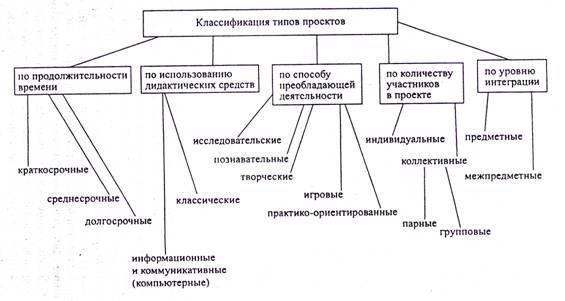 Классификация типов проектов
по продолжительности
времени
по использованию
дидактических средств
по способу
преобладающей
деятельности
по количеству
участников
в проекте
по уровню
интеграции
исследовательские
познавательные
творческие
индивидуальные
предметные
коллективные
краткосрочные
межпредметные
среднесрочные
классические
игровые
долгосрочные
практико-ориентированные
парные
групповые
информационные
и коммуникативные
(компьютерные)